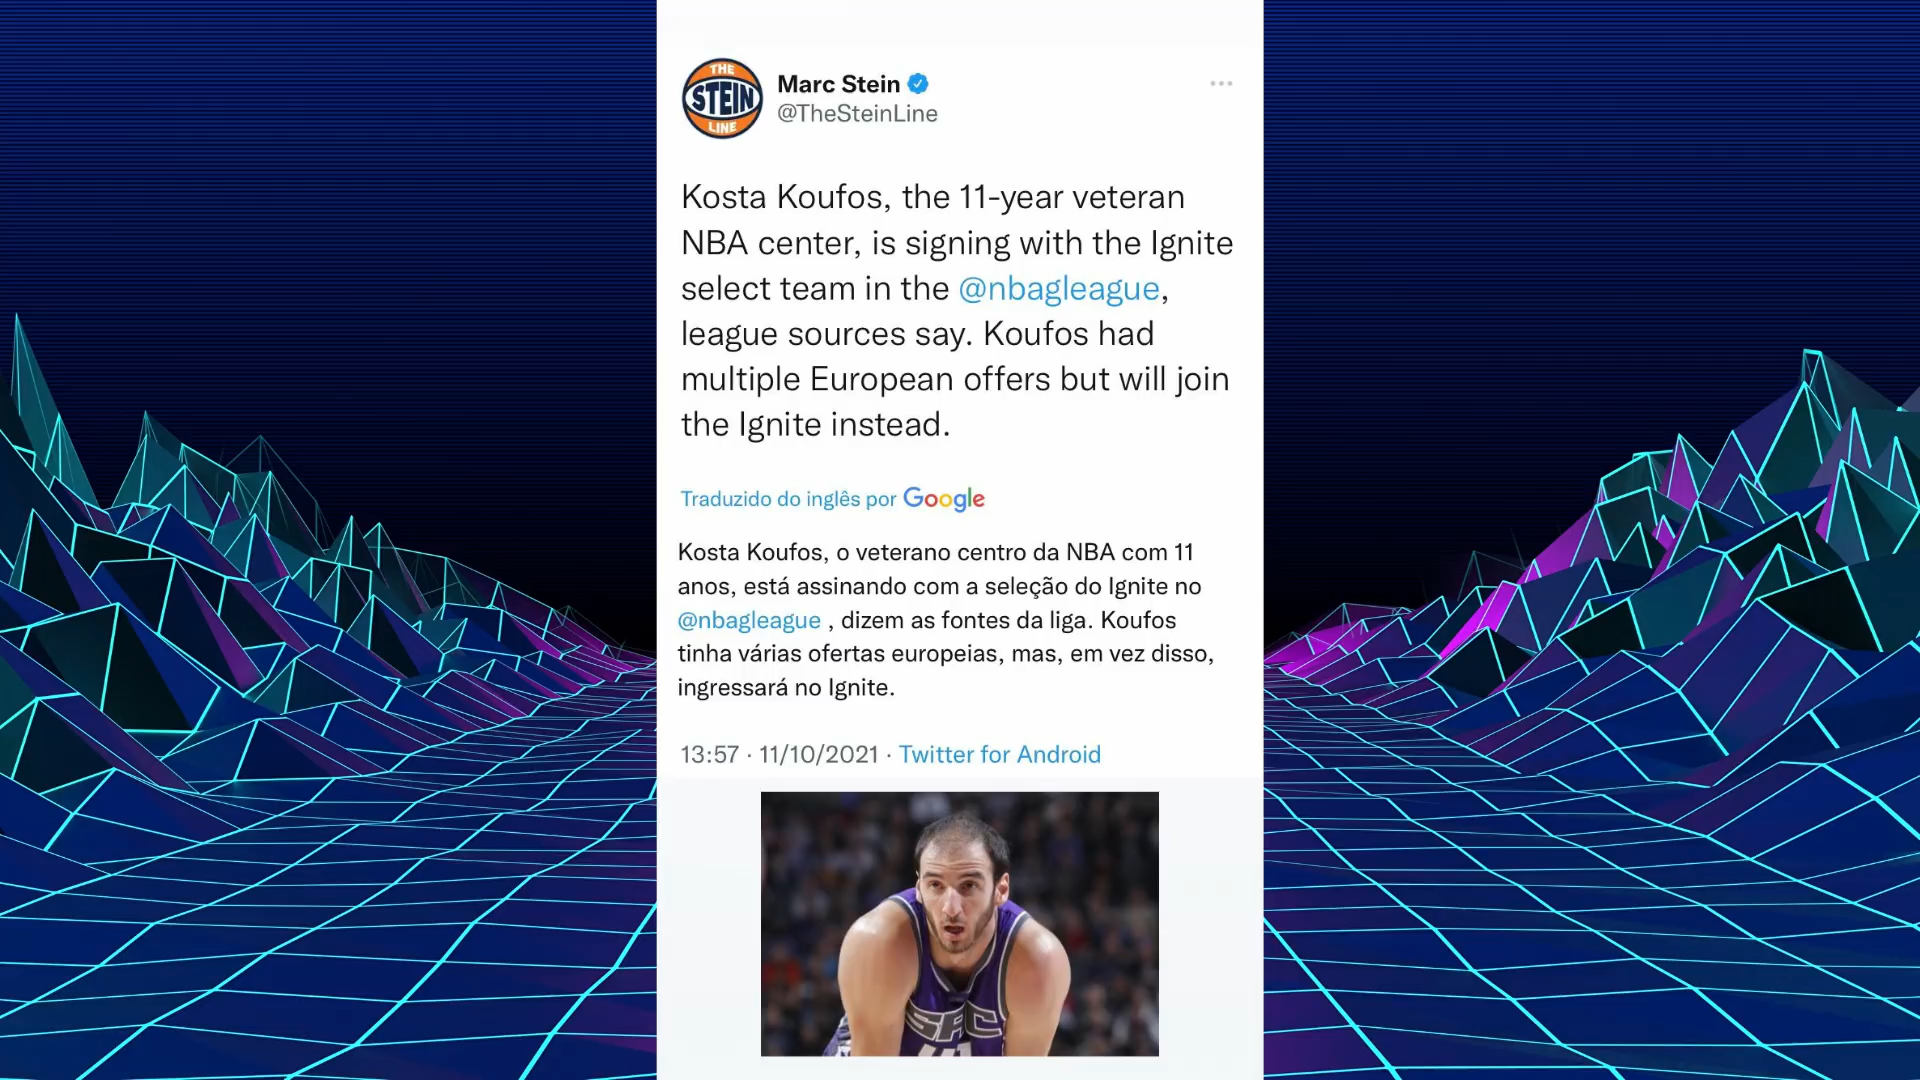 THE
STEIN
LINE
Marc Stein
@TheSteinLine
Kosta Koufos, the 11-year veteran
NBA center, is signing with the Ignite
select team in the @nbagleague,
league sources say. Koufos had
multiple European offers but will join
the Ignite instead.
Traduzido do inglês por Google
Kosta Koufos, o veterano centro da NBA com 11
anos, está assinando com a seleção do Ignite no
@nbagleague , dizem as fontes da liga. Koufos
tinha várias ofertas europeias, mas, em vez disso,
ingressará no Ignite.
13:57 · 11/10/2021 · Twitter for Android
SAC
41